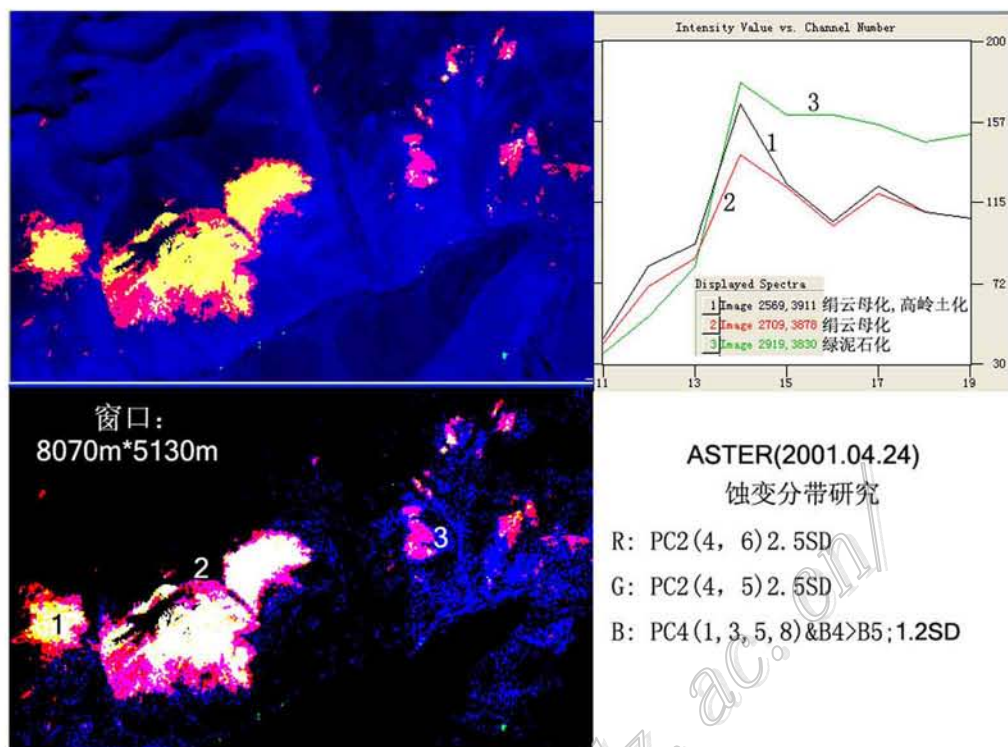 Intensity Value vs. Channel Number
200
157
115
72
30
3
1
2
Displayed Spectra
1 Image 2569,3911 绢云母化,高岭土化
2 Image 2709,3878 绢云母化
3 Image 2919,3830 绿泥石化
11 13 15 17 19
窗口:
8070m*5130m
1
2
3
ASTER(2001.04.24)
蚀变分带研究
R: PC2(4, 6)2.5SD
G: PC2(4, 5)2.5SD
B: PC4(1,3,5,8)&B4>B5;1.2SD
ac.cn/